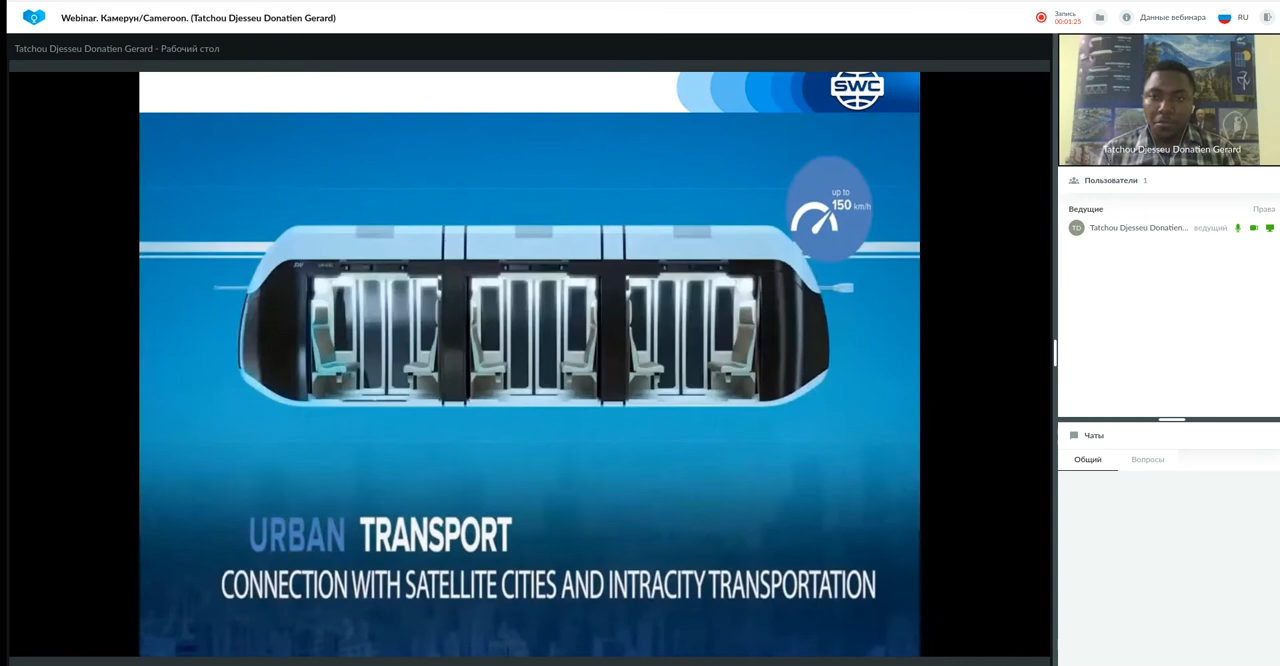 Webinar. Камерун/Cameroon. (Tatchou Djesseu Donatien Gerard)
Запись
00:01:25
Данные вебинара
RU
Tatchou Djesseu Donatien Gerard - Рабочий стол
SWC
up to
150 km/h
URBAN TRANSPORT
CONNECTION WITH SATELLITE CITIES AND INTRACITY TRANSPORTATION
Tatchou Djesseu Donatien Gerard
Пользователи 1
Ведущие Права
TD Tatchou Djesseu Donatien... ведущий
Чаты
Общий Вопросы